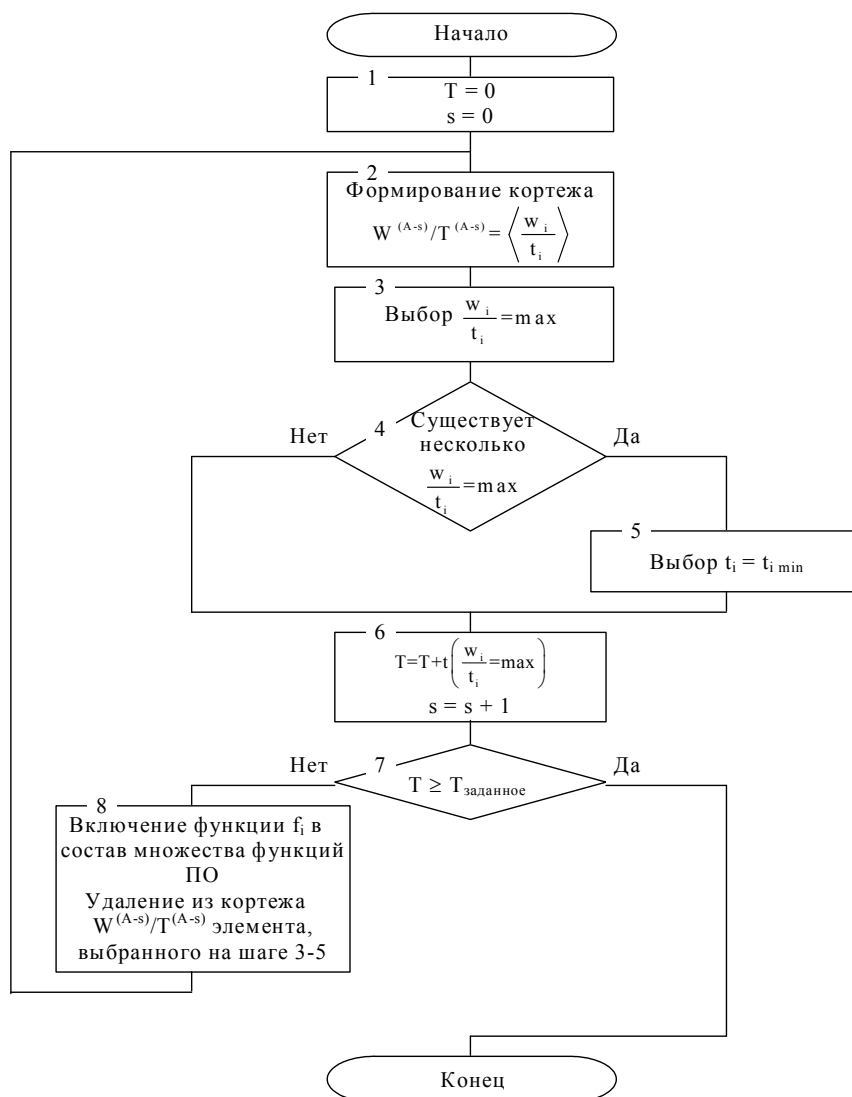 Начало
1
T = 0
s = 0
2
Формирование кортежа
W^(A-s)/T^(A-s) = ⟨w_i/t_i⟩
3
Выбор w_i/t_i = max
4
Существует
несколько
w_i/t_i = max
Нет
Да
5
Выбор t_i = t_i min
6
T=T+t(w_i/t_i = max)
s = s + 1
7
T ≥ T_заданное
Нет
Да
8
Включение функции f_i в
состав множества функций
ПО
Удаление из кортежа
W^(A-s)/T^(A-s) элемента,
выбранного на шаге 3-5
Конец